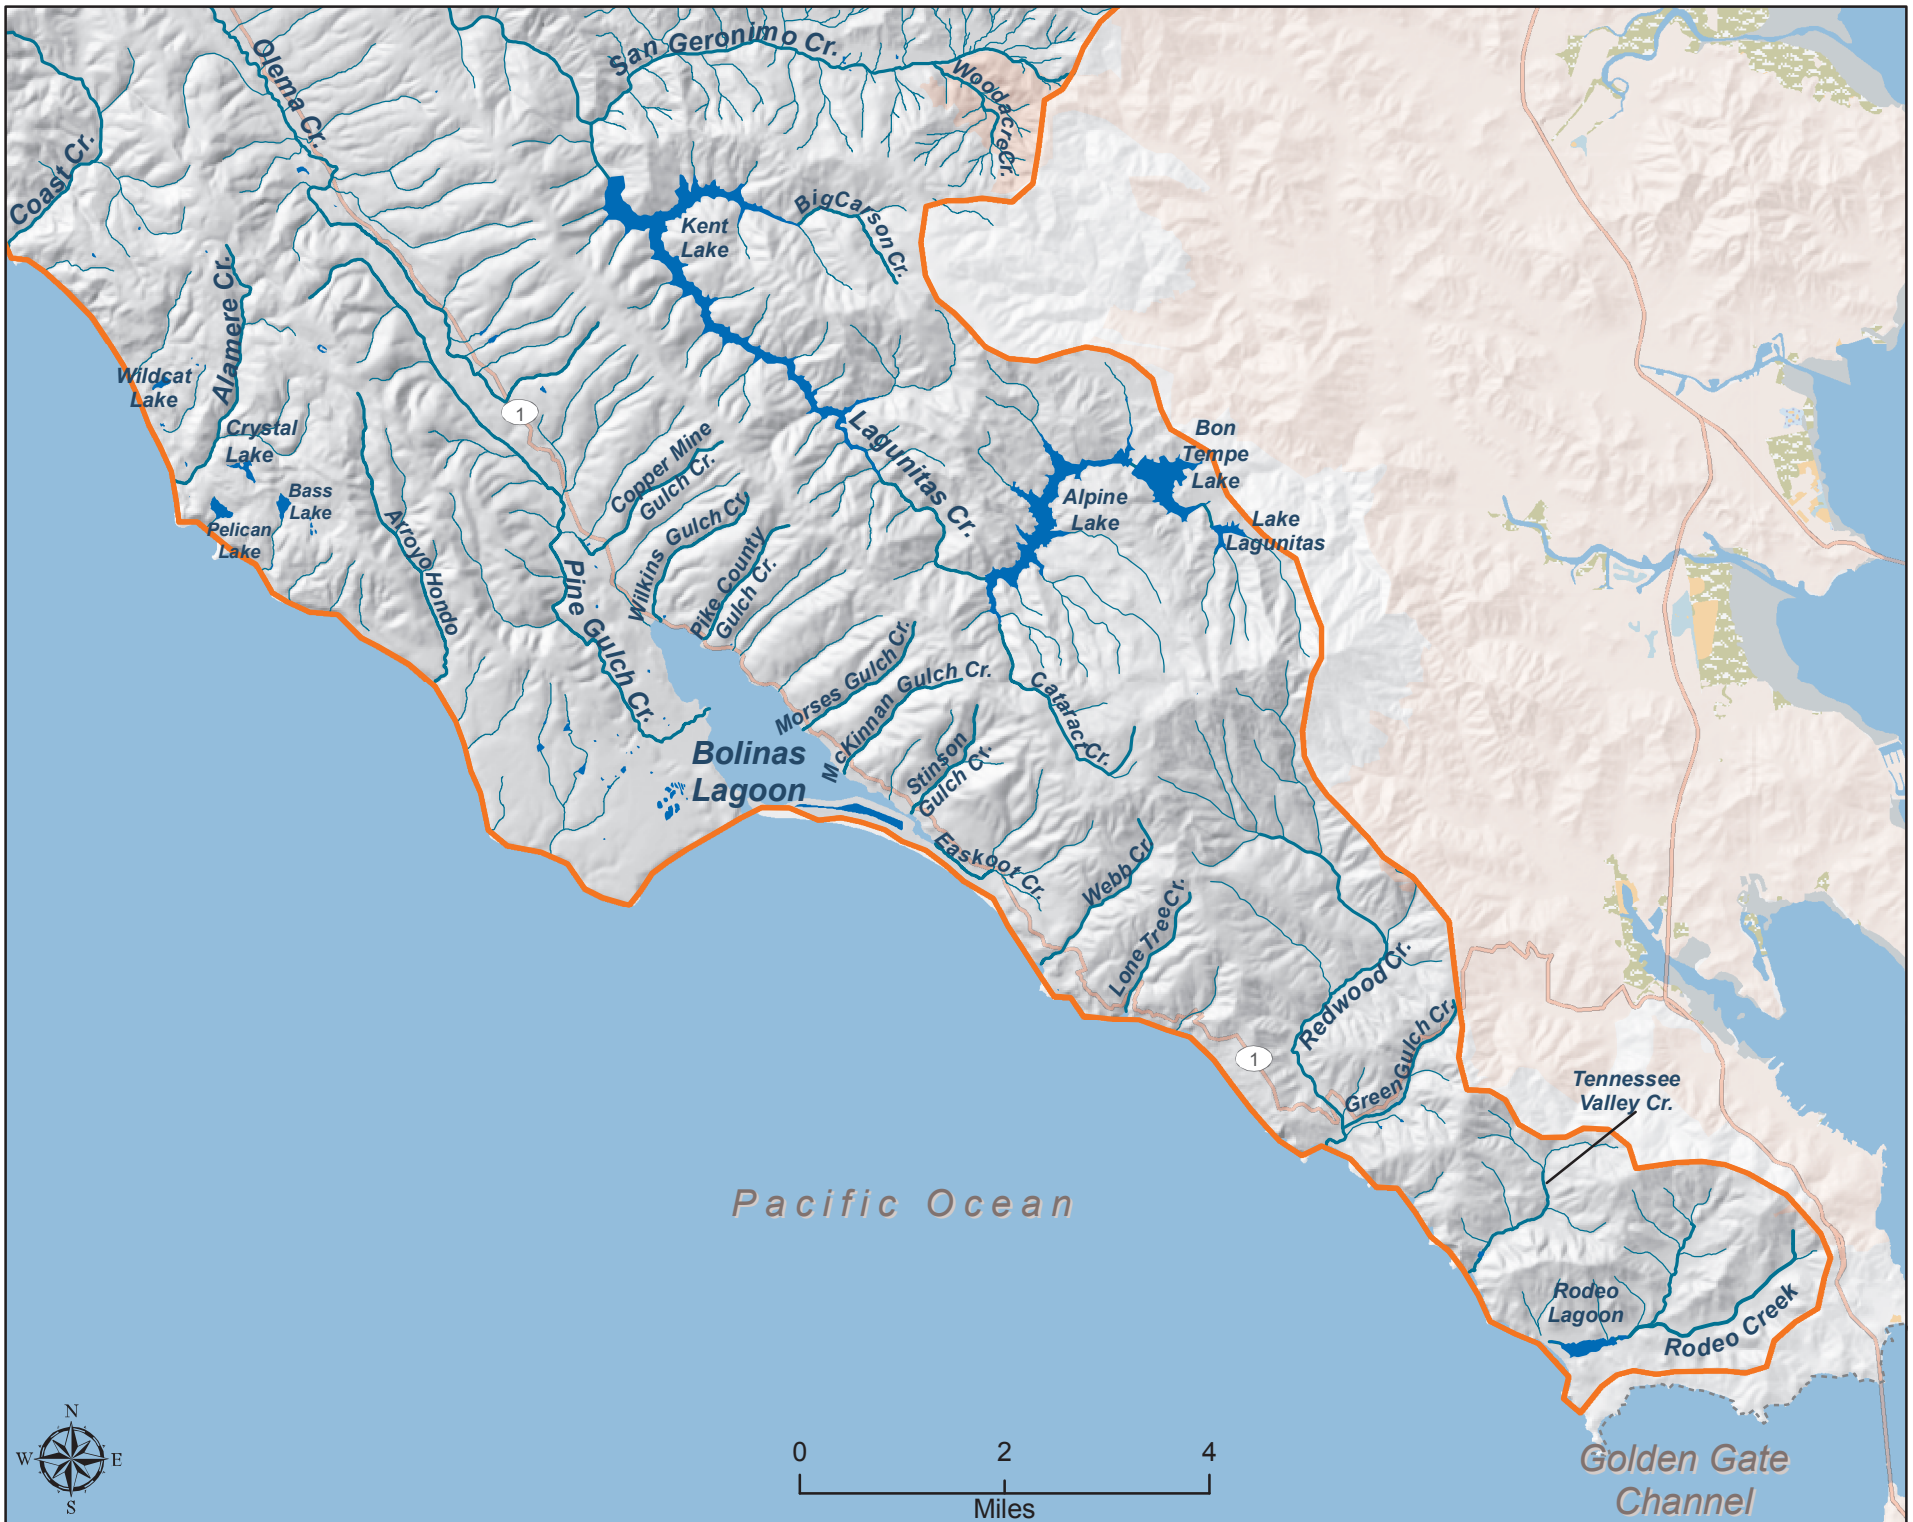 San Geronimo Cr.
Olema Cr.
Woodacre Cr.
Coast Cr.
Big Carson Cr.
Kent
Lake
Alamere Cr.
Wildcat
Lake
1
Crystal
Lake
Copper Mine
Gulch Cr.
Lagunitas Cr.
Bon
Tempe
Lake
Bass
Lake
Alpine
Lake
Pelican
Lake
Arroyo Hondo
Wilkins Gulch Cr.
Pike County
Gulch Cr.
Lake
Lagunitas
Pine Gulch Cr.
Morses Gulch Cr.
McKinnan Gulch Cr.
Cataract Cr.
Bolinas
Lagoon
Stinson
Gulch Cr.
Easkoot Cr.
Webb Cr.
Lone Tree Cr.
Redwood Cr.
Green Gulch Cr.
1
Tennessee
Valley Cr.
Pacific Ocean
Rodeo
Lagoon
Rodeo Creek
N
W E
S
0 2 4
Miles
Golden Gate
Channel